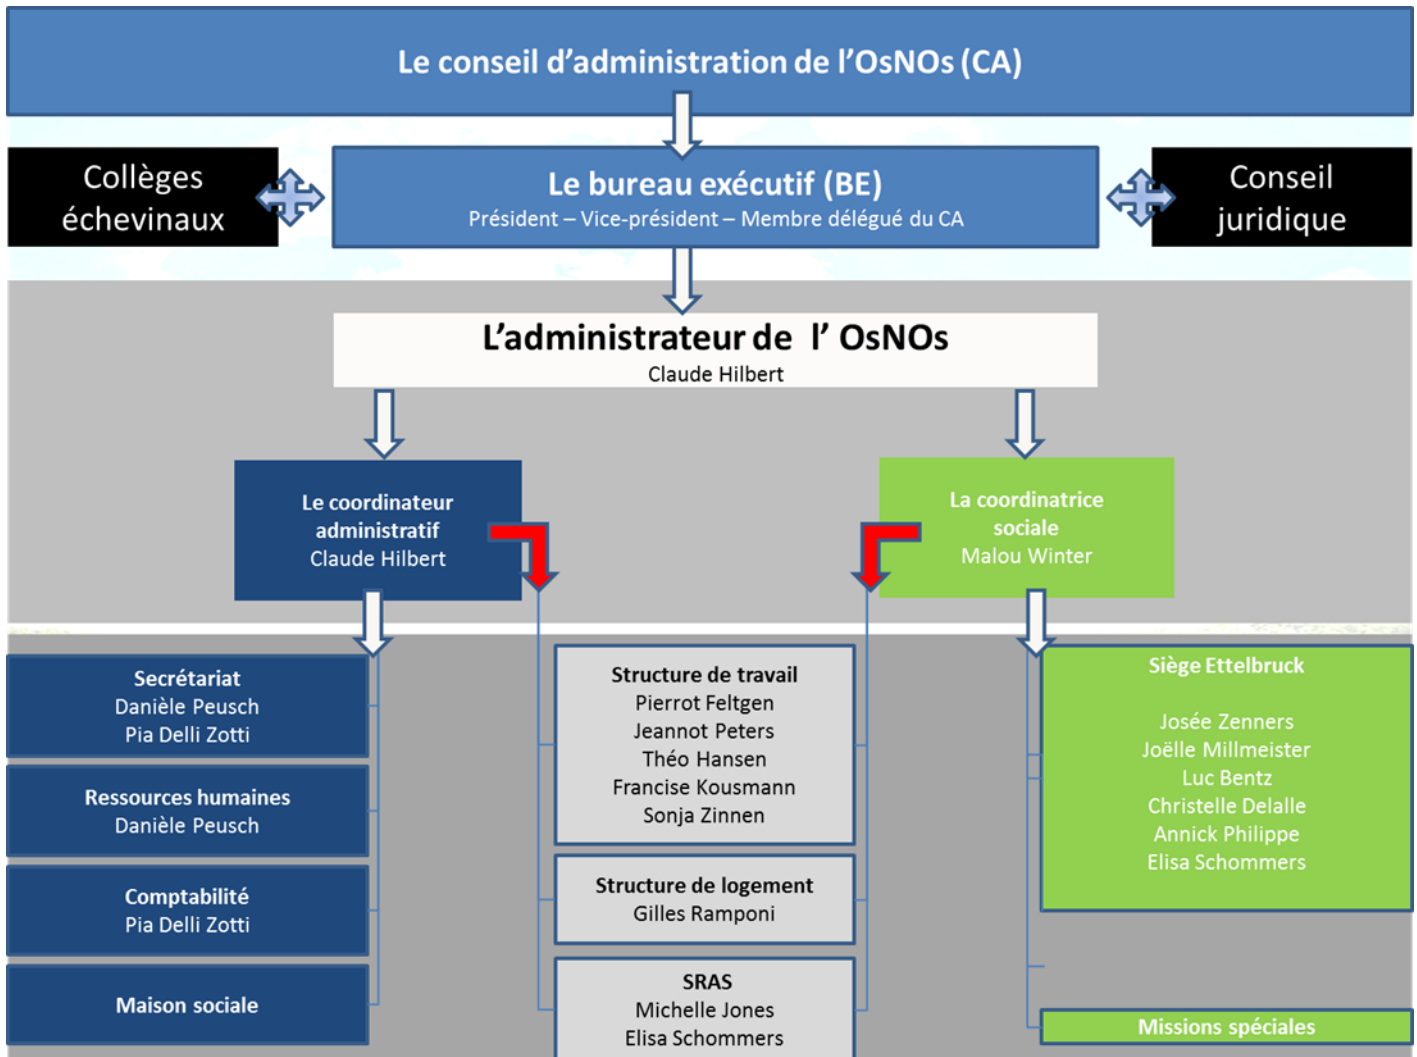 Le conseil d'administration de l'OsNOs (CA)
Collèges
échevinaux
Le bureau exécutif (BE)
Président – Vice-président – Membre délégué du CA
Conseil
juridique
L'administrateur de l' OsNOs
Claude Hilbert
Le coordinateur
administratif
Claude Hilbert
La coordinatrice
sociale
Malou Winter
Secrétariat
Danièle Peusch
Pia Delli Zotti
Ressources humaines
Danièle Peusch
Comptabilité
Pia Delli Zotti
Maison sociale
Structure de travail
Pierrot Feltgen
Jeannot Peters
Théo Hansen
Francise Kousmann
Sonja Zinnen
Structure de logement
Gilles Ramponi
SRAS
Michelle Jones
Elisa Schommers
Siège Ettelbruck
Josée Zenners
Joëlle Millmeister
Luc Bentz
Christelle Delalle
Annick Philippe
Elisa Schommers
Missions spéciales